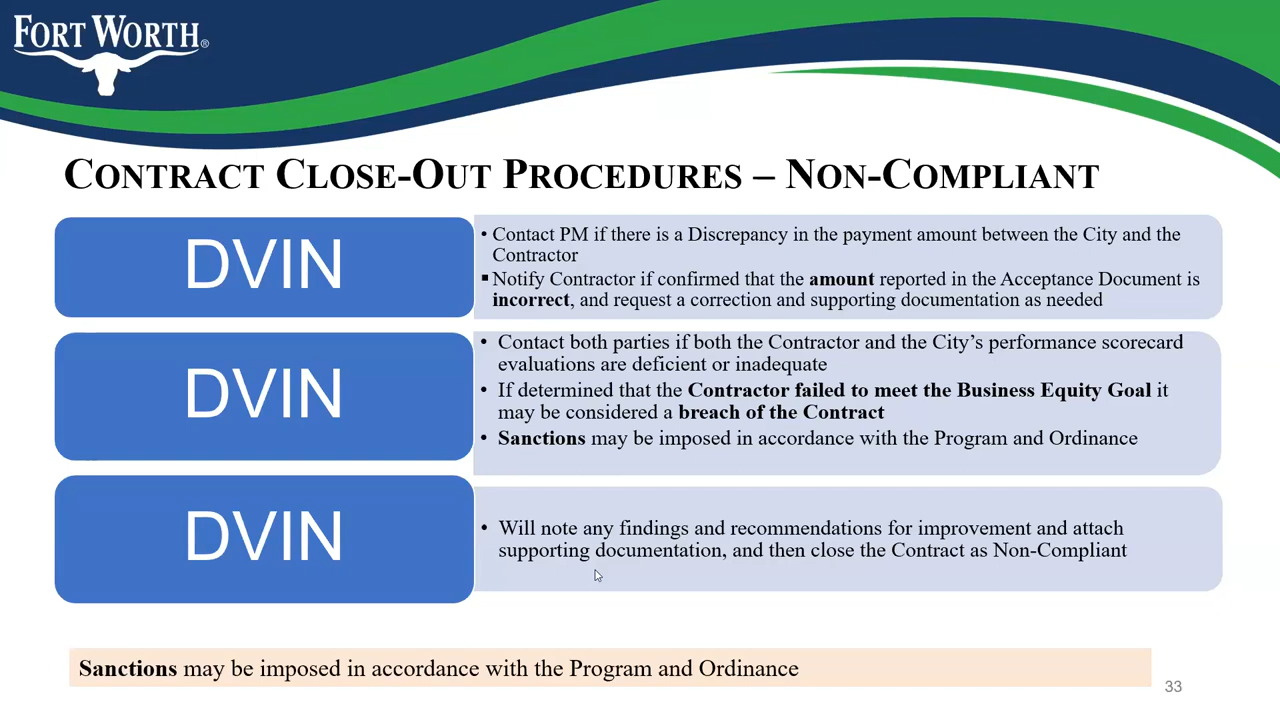 FORT WORTH®
CONTRACT CLOSE-OUT PROCEDURES – NON-COMPLIANT
DVIN
• Contact PM if there is a Discrepancy in the payment amount between the City and the
Contractor
▪ Notify Contractor if confirmed that the amount reported in the Acceptance Document is
incorrect, and request a correction and supporting documentation as needed
DVIN
• Contact both parties if both the Contractor and the City’s performance scorecard
evaluations are deficient or inadequate
• If determined that the Contractor failed to meet the Business Equity Goal it
may be considered a breach of the Contract
• Sanctions may be imposed in accordance with the Program and Ordinance
DVIN
• Will note any findings and recommendations for improvement and attach
supporting documentation, and then close the Contract as Non-Compliant
Sanctions may be imposed in accordance with the Program and Ordinance
33